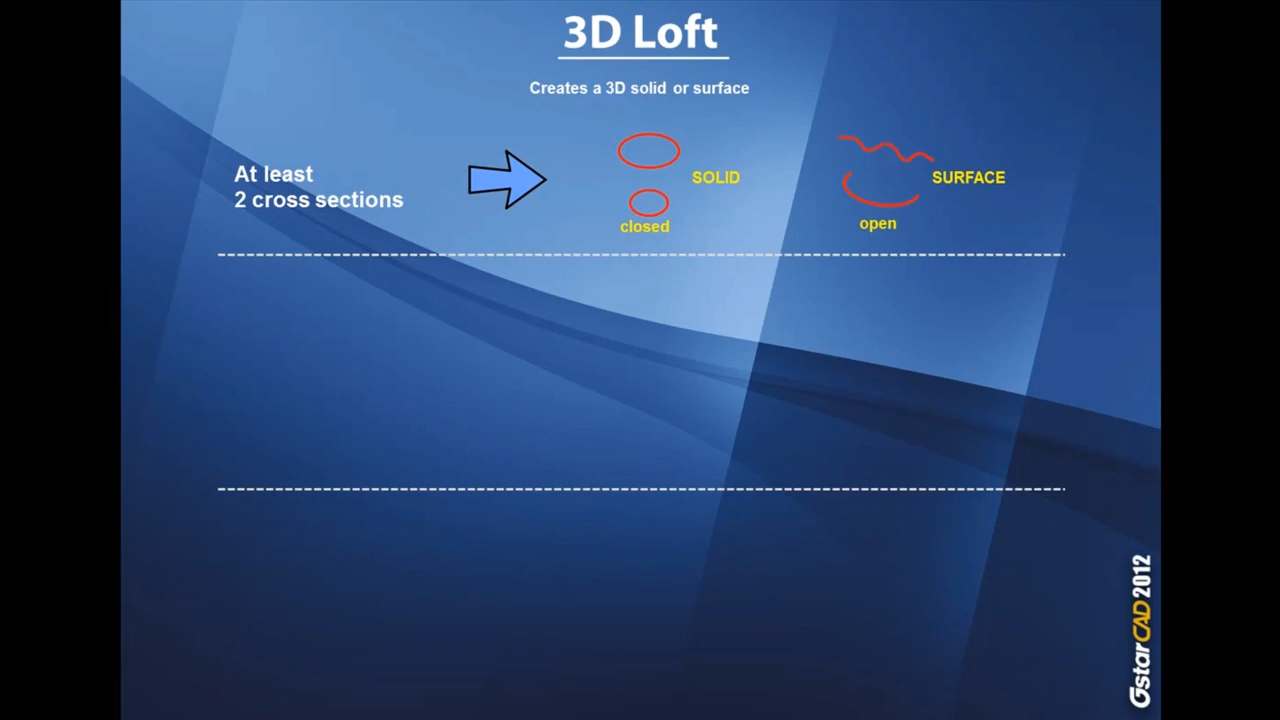 3D Loft
Creates a 3D solid or surface
At least
2 cross sections
SOLID
closed
SURFACE
open
GstarCAD 2012